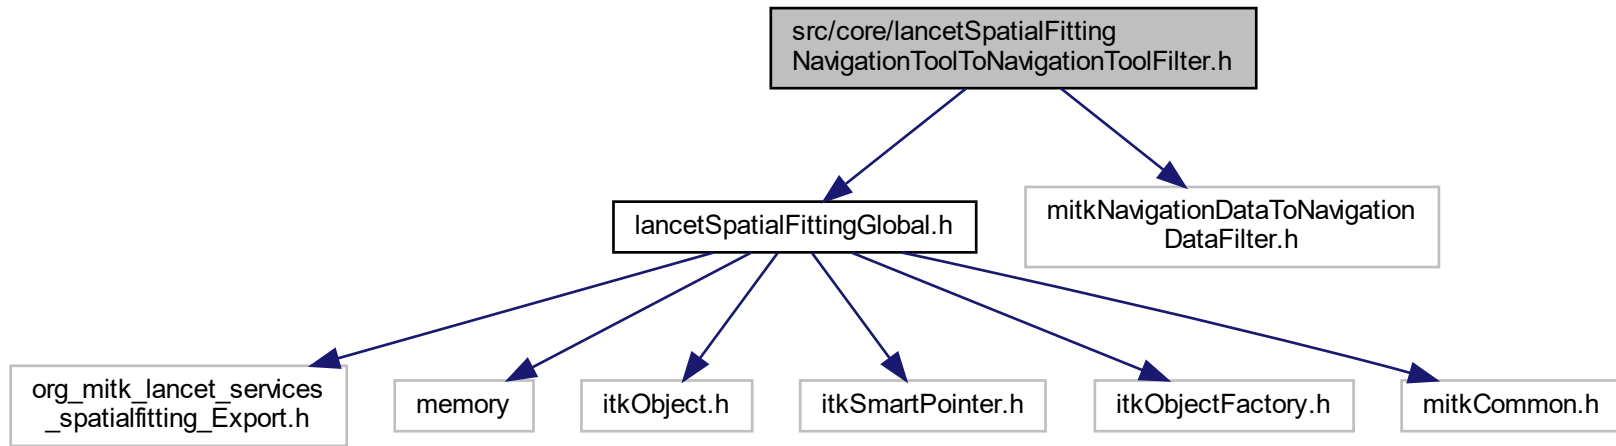 src/core/lancetSpatialFitting
NavigationToolToNavigationToolFilter.h
lancetSpatialFittingGlobal.h
mitkNavigationDataToNavigation
DataFilter.h
org_mitk_lancet_services
_spatialfitting_Export.h
memory
itkObject.h
itkSmartPointer.h
itkObjectFactory.h
mitkCommon.h